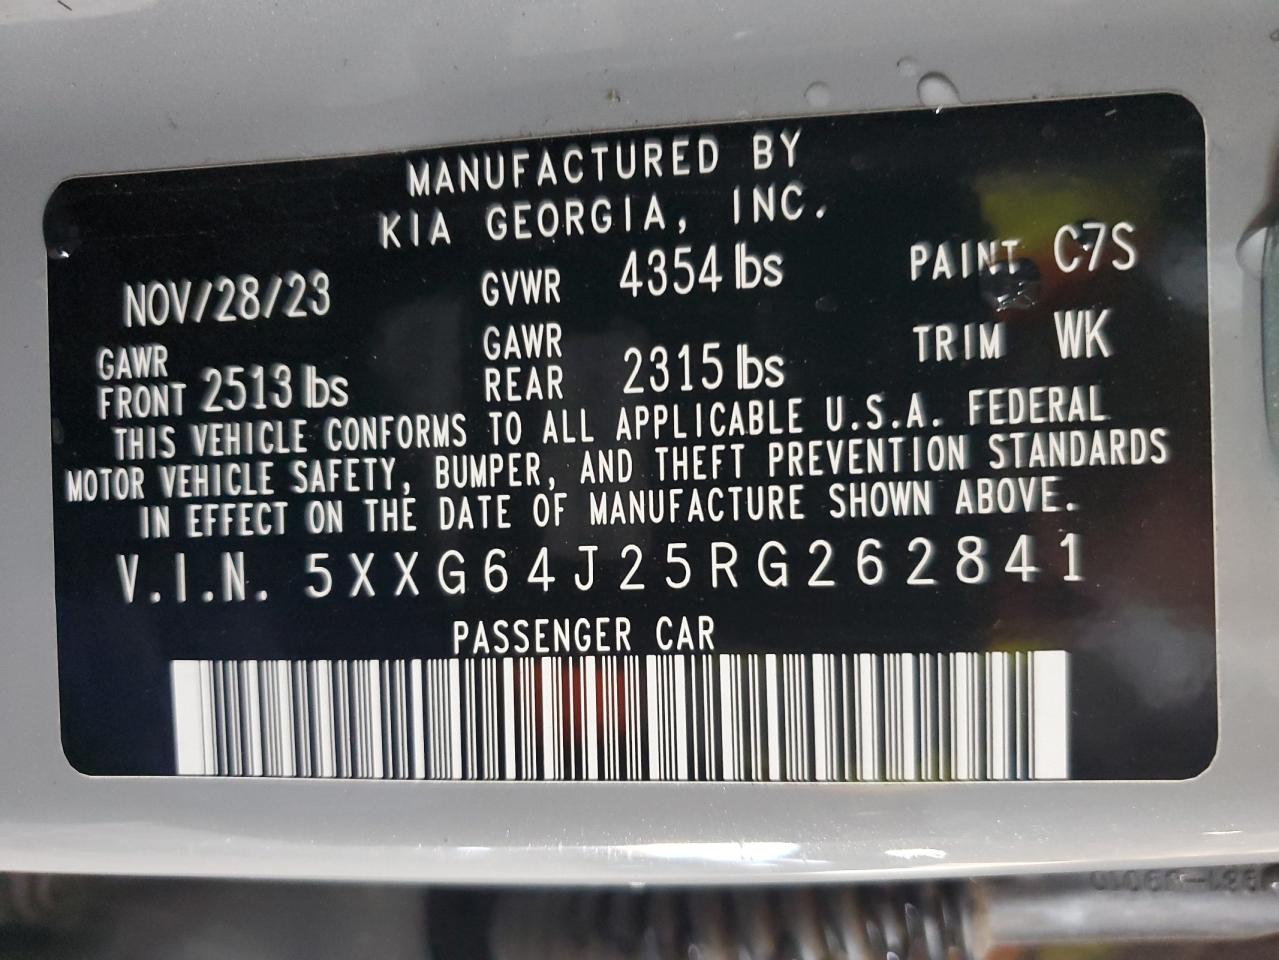 MANUFACTURED BY
KIA GEORGIA, INC.
NOV/28/23 GVWR 4354 lbs PAINT C7S
GAWR FRONT 2513 lbs GAWR REAR 2315 lbs TRIM WK
THIS VEHICLE CONFORMS TO ALL APPLICABLE U.S.A. FEDERAL
MOTOR VEHICLE SAFETY, BUMPER, AND THEFT PREVENTION STANDARDS
IN EFFECT ON THE DATE OF MANUFACTURE SHOWN ABOVE.
V.I.N. 5XXG64J25RG262841
PASSENGER CAR